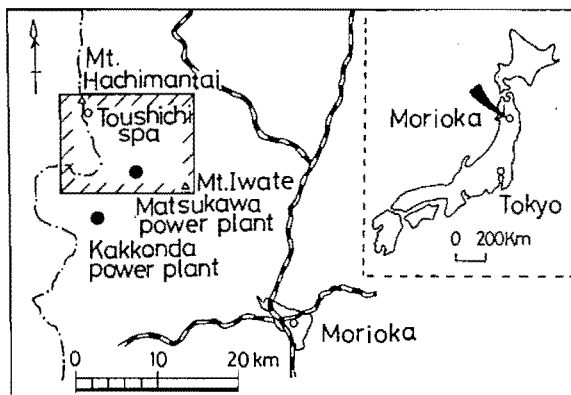 Mt.
Hachimantai
Toushichi
spa
Mt.Iwate
Matsukawa
power plant
Kakkonda
power plant
Morioka
0 10 20 km
Morioka
Tokyo
0 200Km